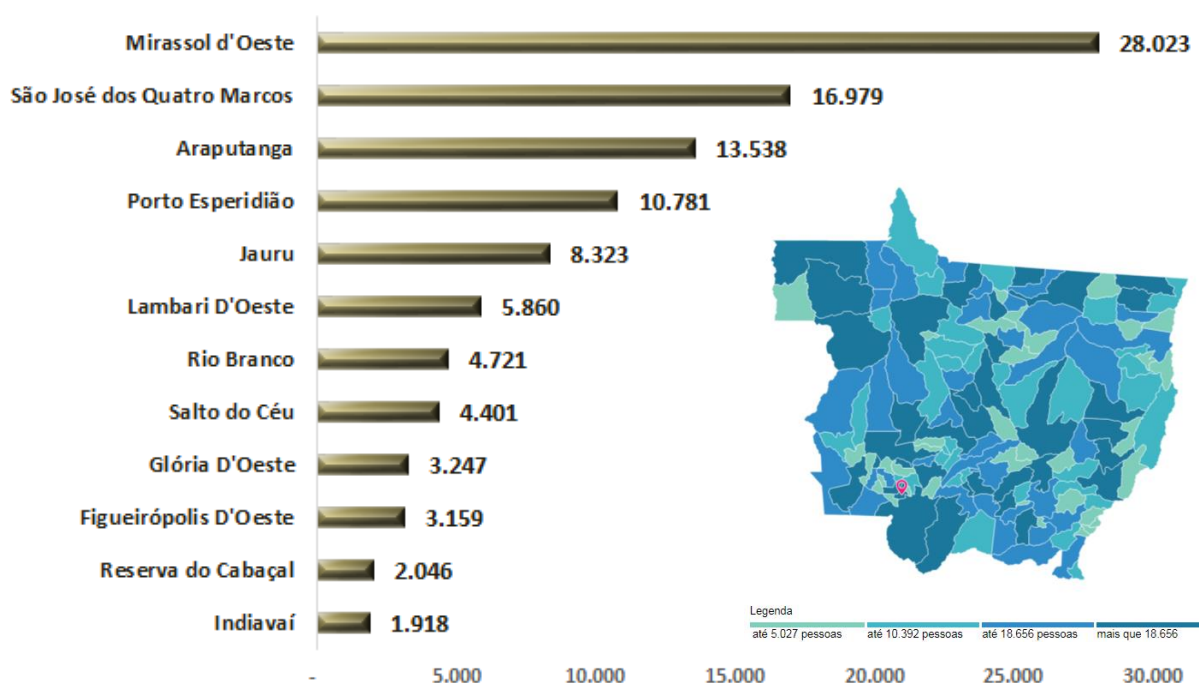 Mirassol d'Oeste 28.023
São José dos Quatro Marcos 16.979
Araputanga 13.538
Porto Esperidião 10.781
Jauru 8.323
Lambari D'Oeste 5.860
Rio Branco 4.721
Salto do Céu 4.401
Glória D'Oeste 3.247
Figueirópolis D'Oeste 3.159
Reserva do Cabaçal 2.046
Indiavaí 1.918
- 5.000 10.000 15.000 20.000 25.000 30.000
Legenda
até 5.027 pessoas até 10.392 pessoas até 18.656 pessoas mais que 18.656